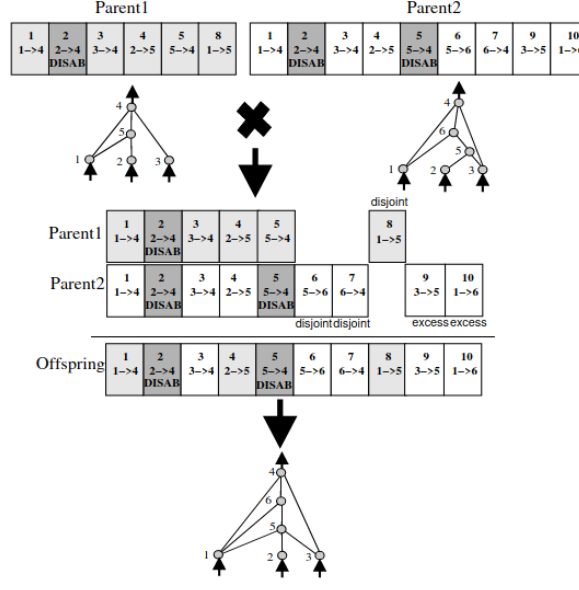 Parent1
Parent2
1 2 3 4 5 8
1->4 2->4 3->4 2->5 5->4 1->5
DISAB
1 2 3 4 5 6 7 9 10
1->4 2->4 3->4 2->5 5->4 5->6 6->4 3->5 1->6
DISAB DISAB
4
5
1 2 3
4
6
5
1 2 3
disjoint
Parent1
1 2 3 4 5 8
1->4 2->4 3->4 2->5 5->4 1->5
DISAB
Parent2
1 2 3 4 5 6 7 9 10
1->4 2->4 3->4 2->5 5->4 5->6 6->4 3->5 1->6
DISAB DISAB
disjoint disjoint excess excess
Offspring
1 2 3 4 5 6 7 8 9 10
1->4 2->4 3->4 2->5 5->4 5->6 6->4 1->5 3->5 1->6
DISAB DISAB
4
6
5
1 2 3